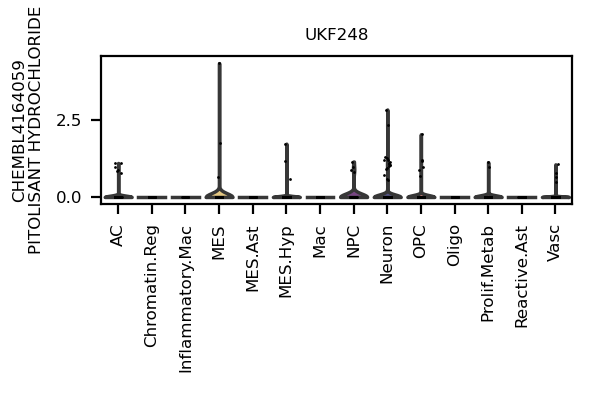 UKF248
CHEMBL4164059
PITOLISANT HYDROCHLORIDE
2.5
0.0
AC
Chromatin.Reg
Inflammatory.Mac
MES
MES.Ast
MES.Hyp
Mac
NPC
Neuron
OPC
Oligo
Prolif.Metab
Reactive.Ast
Vasc